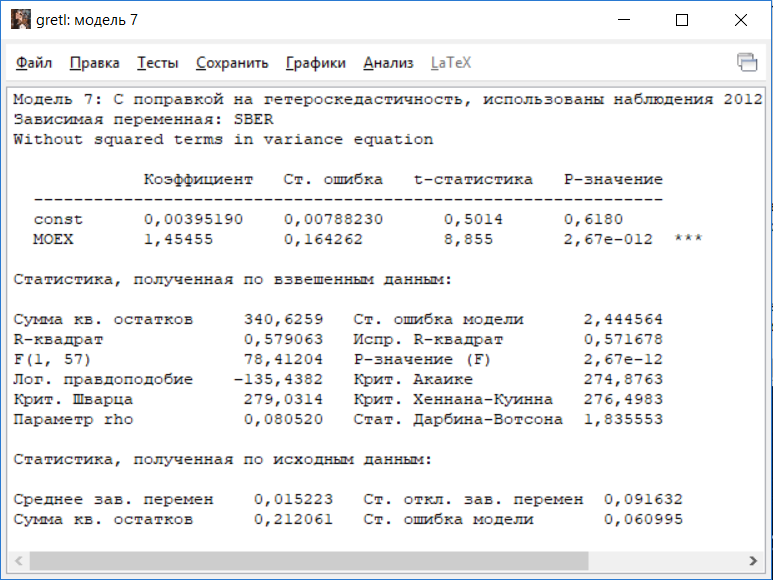 gretl: модель 7
Файл Правка Тесты Сохранить Графики Анализ LaTeX
Модель 7: С поправкой на гетероскедастичность, использованы наблюдения 2012
Зависимая переменная: SBER
Without squared terms in variance equation
Коэффициент Ст. ошибка t-статистика P-значение
---------------------------------------------------------------
const 0,00395190 0,00788230 0,5014 0,6180
MOEX 1,45455 0,164262 8,855 2,67e-012 ***
Статистика, полученная по взвешенным данным:
Сумма кв. остатков 340,6259 Ст. ошибка модели 2,444564
R-квадрат 0,579063 Испр. R-квадрат 0,571678
F(1, 57) 78,41204 P-значение (F) 2,67e-12
Лог. правдоподобие -135,4382 Крит. Акаике 274,8763
Крит. Шварца 279,0314 Крит. Хеннана-Куинна 276,4983
Параметр rho 0,080520 Стат. Дарбина-Вотсона 1,835553
Статистика, полученная по исходным данным:
Среднее зав. перемен 0,015223 Ст. откл. зав. перемен 0,091632
Сумма кв. остатков 0,212061 Ст. ошибка модели 0,060995